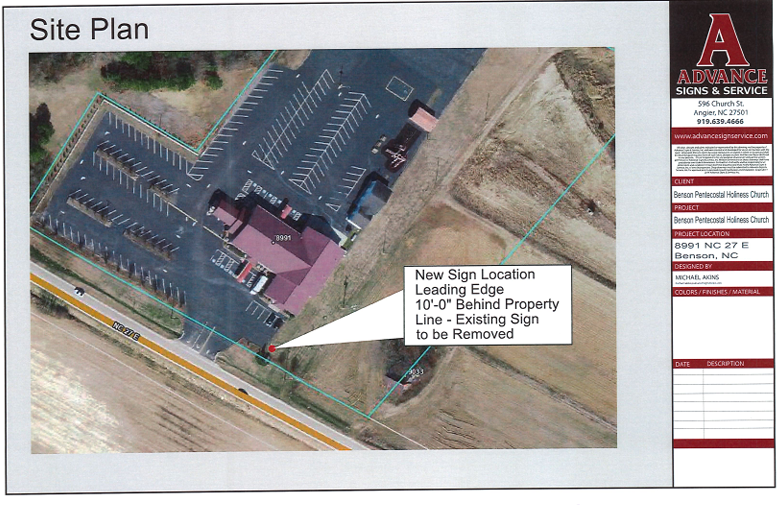 Site Plan
8991
NC 27 E
New Sign Location
Leading Edge
10'-0" Behind Property
Line - Existing Sign
to be Removed
9033
A
ADVANCE
SIGNS & SERVICE
596 Church St.
Angier, NC 27501
919.639.4666
www.advancesignservice.com
CLIENT
Benson Pentecostal Holiness Church
PROJECT
Benson Pentecostal Holiness Church
PROJECT LOCATION
8991 NC 27 E
Benson, NC
DESIGNED BY
MICHAEL AKINS
COLORS / FINISHES / MATERIAL
DATE DESCRIPTION